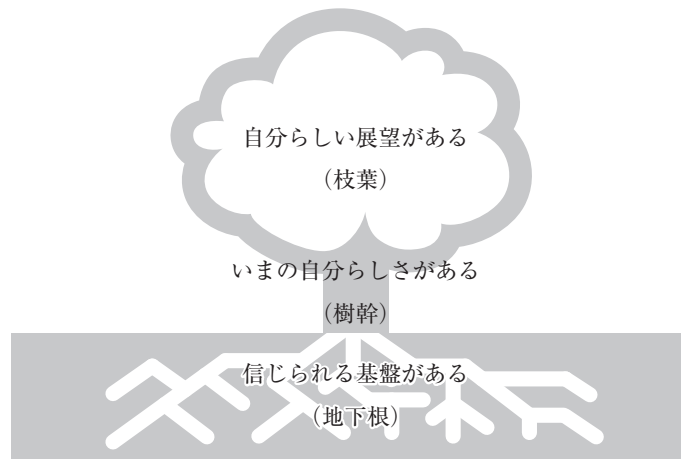 自分らしい展望がある
（枝葉）
いまの自分らしさがある
（樹幹）
信じられる基盤がある
（地下根）